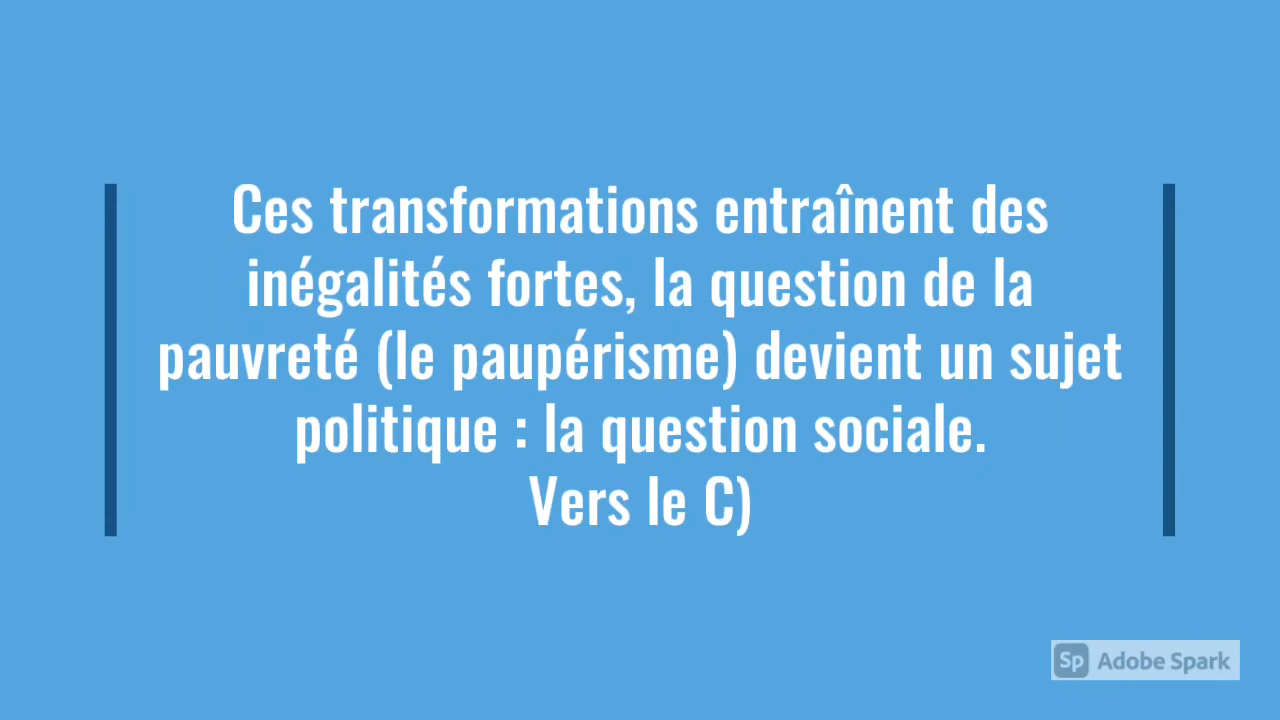 Ces transformations entraînent des
inégalités fortes, la question de la
pauvreté (le paupérisme) devient un sujet
politique : la question sociale.
Vers le C)
Sp Adobe Spark